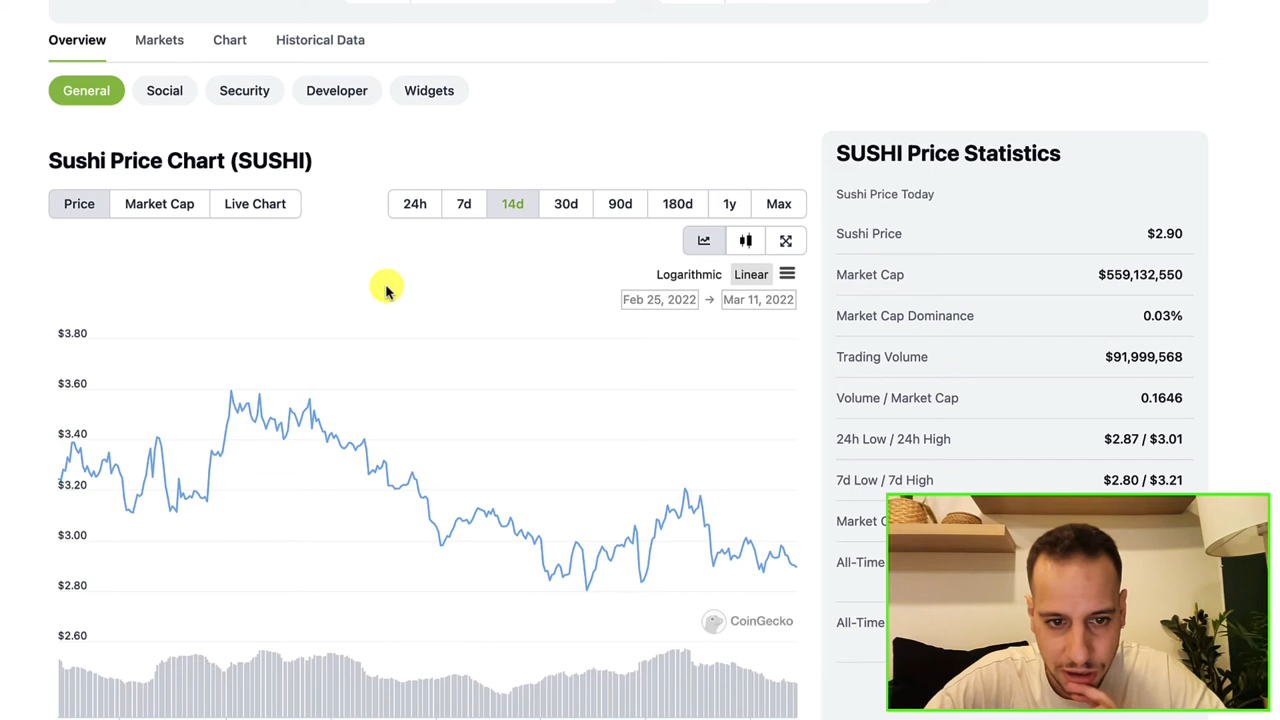 Overview Markets Chart Historical Data
General Social Security Developer Widgets
Sushi Price Chart (SUSHI)
Price Market Cap Live Chart
24h 7d 14d 30d 90d 180d 1y Max
Logarithmic Linear
Feb 25, 2022 → Mar 11, 2022
$3.80
$3.60
$3.40
$3.20
$3.00
$2.80
$2.60
CoinGecko
SUSHI Price Statistics
Sushi Price Today
Sushi Price $2.90
Market Cap $559,132,550
Market Cap Dominance 0.03%
Trading Volume $91,999,568
Volume / Market Cap 0.1646
24h Low / 24h High $2.87 / $3.01
7d Low / 7d High $2.80 / $3.21
Market
All-Time
All-Time